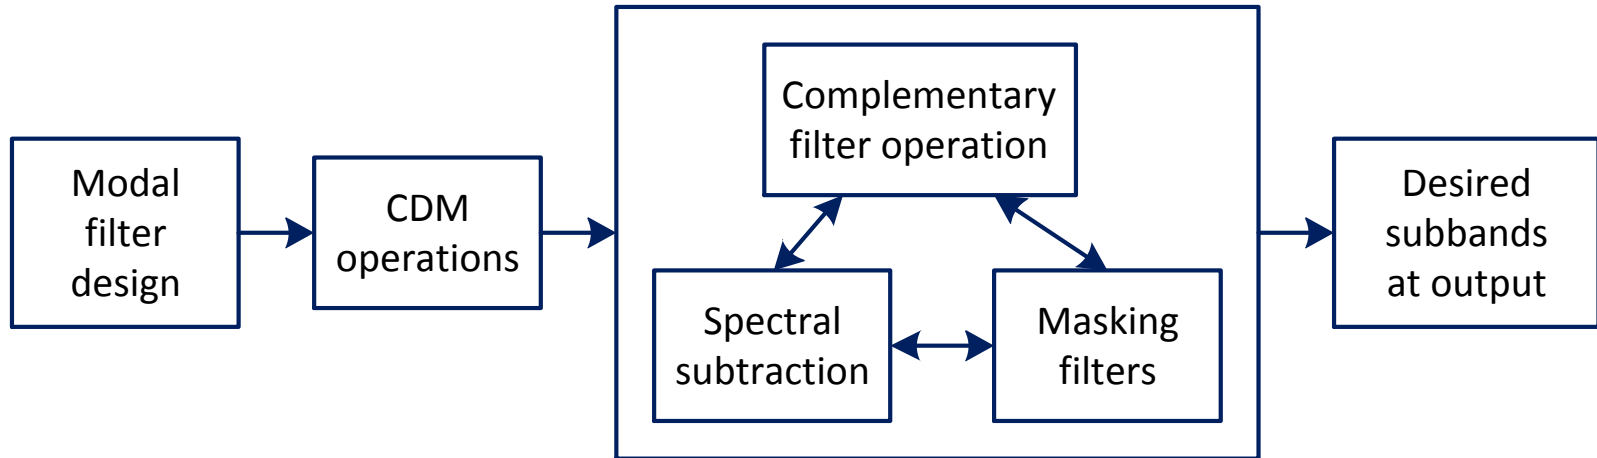 Modal
filter
design
CDM
operations
Complementary
filter operation
Spectral
subtraction
Masking
filters
Desired
subbands
at output